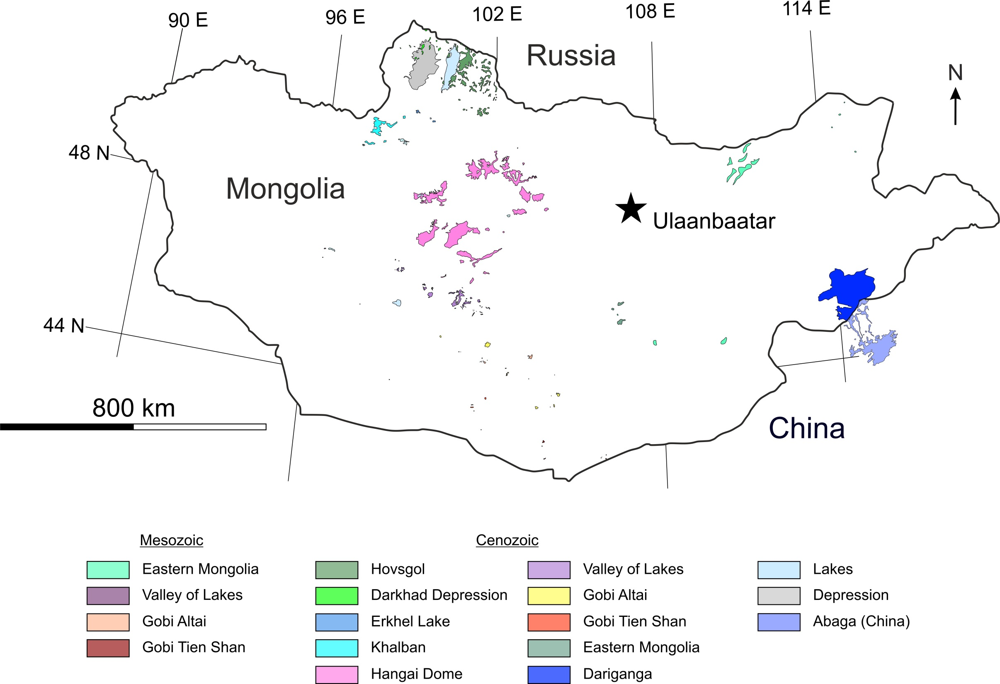 90 E
96 E
102 E
108 E
114 E
Russia
N
48 N
Mongolia
Ulaanbaatar
44 N
800 km
China
Mesozoic
Eastern Mongolia
Valley of Lakes
Gobi Altai
Gobi Tien Shan
Cenozoic
Hovsgol
Darkhad Depression
Erkhel Lake
Khalban
Hangai Dome
Valley of Lakes
Gobi Altai
Gobi Tien Shan
Eastern Mongolia
Dariganga
Lakes
Depression
Abaga (China)